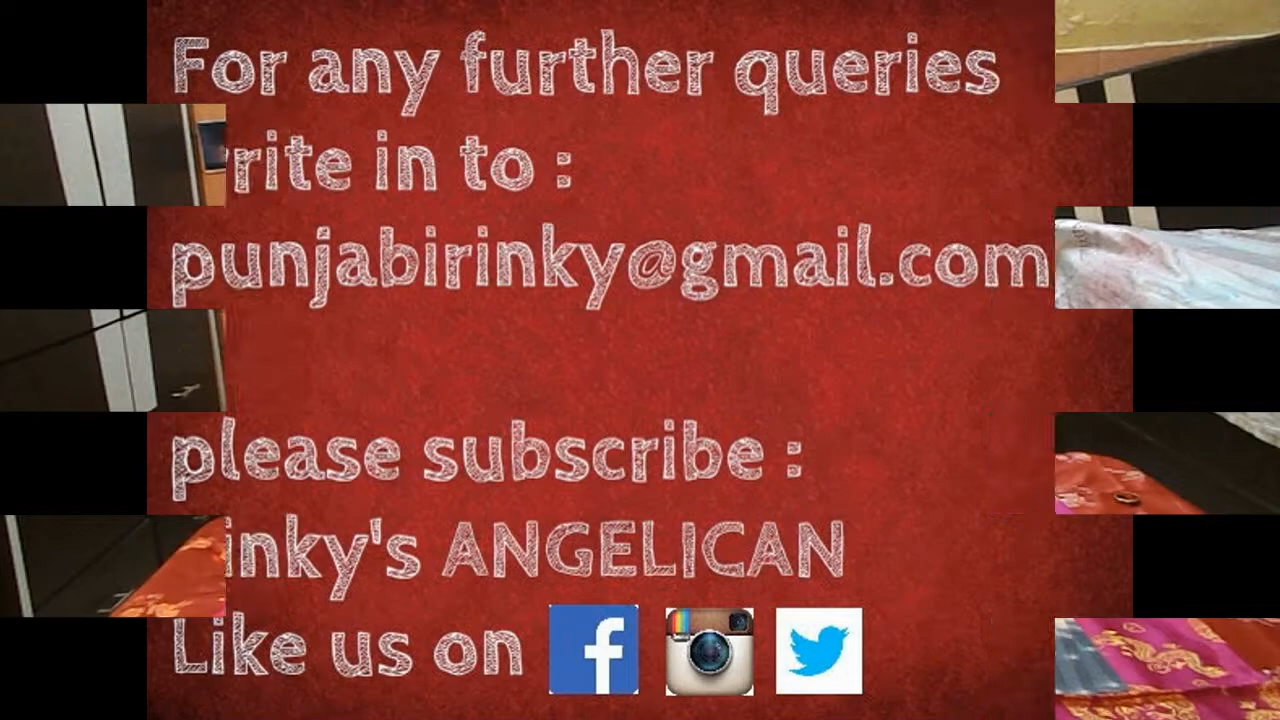 For any further queries
rite in to :
punjabirinky@gmail.com
please subscribe :
inky's ANGELICAN
Like us on